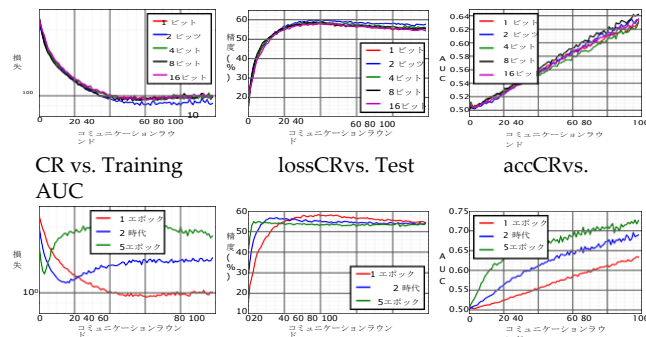 1 ビット
2 ビッツ
4 ビット
8ビット
16ビット
損失
10⁰
0
20 40
80 100
10
コミュニケーションラウンド
1 ビット
2 ビッツ
4 ビット
8 ビット
16ビット
精度(%)
60
50
40
30
20
0
20 40
60 80 100 120
コミュニケーションラウンド
1 ビット
2 ビッツ
4 ビット
8 ビット
16ビット
AUC
0.64
0.62
0.60
0.58
0.56
0.54
0.52
0.50
0
20 40
60
100
コミュニケーションラウンド
CR vs. Training
lossCRvs. Test
accCRvs.
AUC
1 エポック
2 時代
5エポック
損失
10⁰
0
20 40
80 100
コミュニケーションラウンド
1エポック
2 時代
5エポック
精度(%)
60
50
40
30
20
10
020 40 60 80 100
コミュニケーションラウンド
1 エポック
2 時代
5エポック
AUC
0.75
0.70
0.65
0.60
0.55
0.50
0
20 40
60
80
100
コミュニケーションラウンド